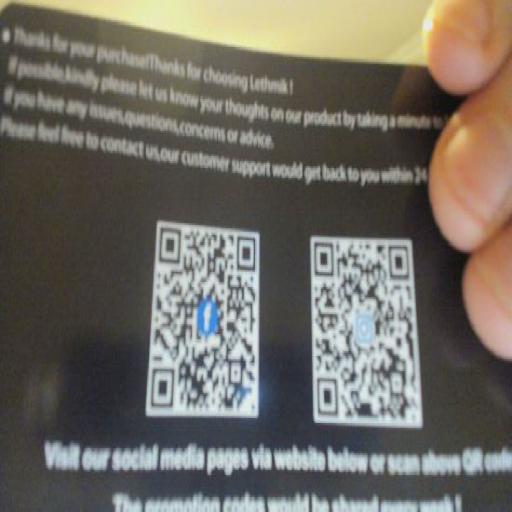 Thanks for your purchase!Thanks for choosing Lethmik!
If possible,kindly please let us know your thoughts on our product by taking a minute to
If you have any issues,questions,concerns or advice.
Please feel free to contact us,our customer support would get back to you within 24
f
Visit our social media pages via website below or scan above QR code
The promotion codes would be shared every week!